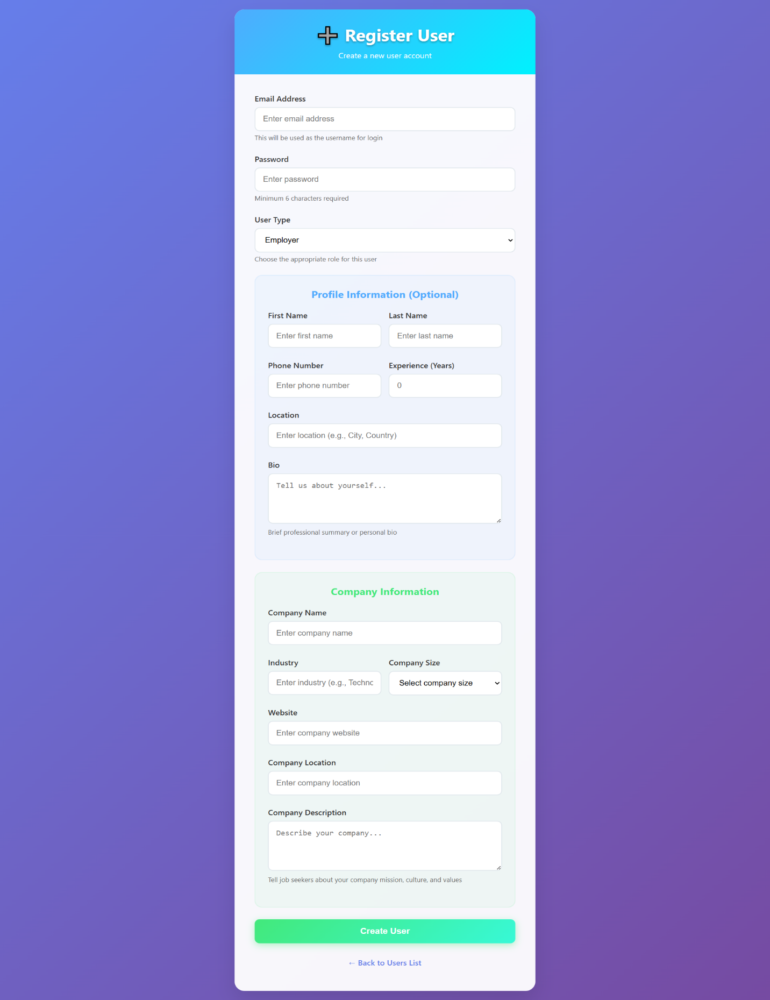 Register User
Create a new user account
Email Address
Enter email address
This will be used as the username for login
Password
Enter password
Minimum 6 characters required
User Type
Employer
Choose the appropriate role for this user
Profile Information (Optional)
First Name
Last Name
Enter first name
Enter last name
Phone Number
Experience (Years)
Enter phone number
0
Location
Enter location (e.g., City, Country)
Bio
Tell us about yourself...
Brief professional summary or personal bio
Company Information
Company Name
Enter company name
Industry
Company Size
Enter industry (e.g., Techno
Select company size
Website
Enter company website
Company Location
Enter company location
Company Description
Describe your company...
Tell job seekers about your company mission, culture, and values
Create User
← Back to Users List